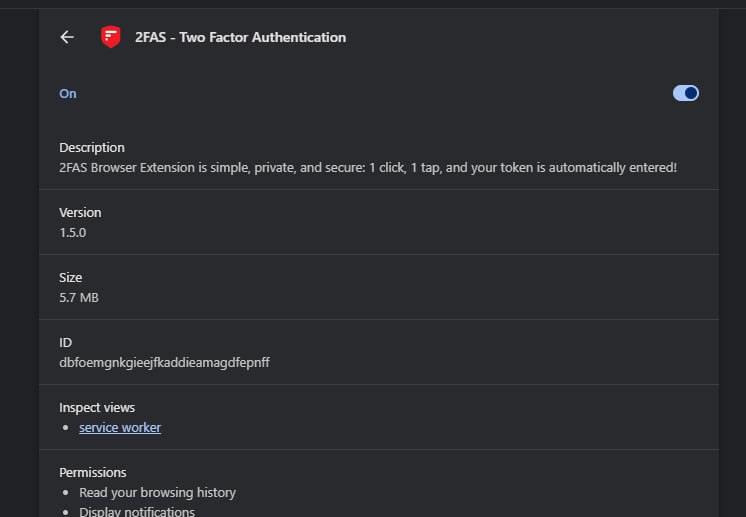 2FAS - Two Factor Authentication
On
Description
2FAS Browser Extension is simple, private, and secure: 1 click, 1 tap, and your token is automatically entered!
Version
1.5.0
Size
5.7 MB
ID
dbfoemgnkgieejfkaddieamagdfepnff
Inspect views
service worker
Permissions
Read your browsing history
Display notifications